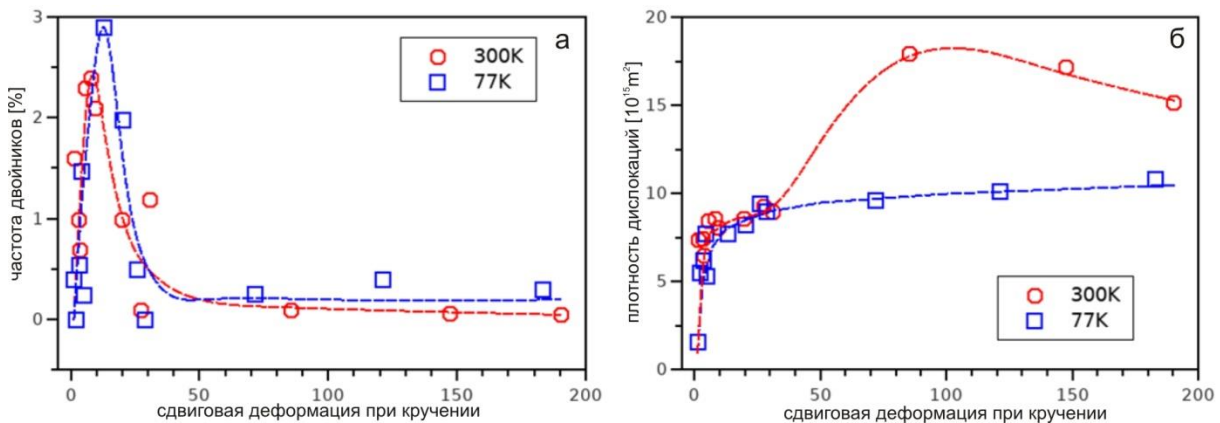 3
2
1
0
частота двойников [%]
а
300K
77K
0 50 100 150 200
сдвиговая деформация при кручении
20
15
10
5
0
плотность дислокаций [10¹⁵m²]
б
300K
77K
0 50 100 150 200
сдвиговая деформация при кручении